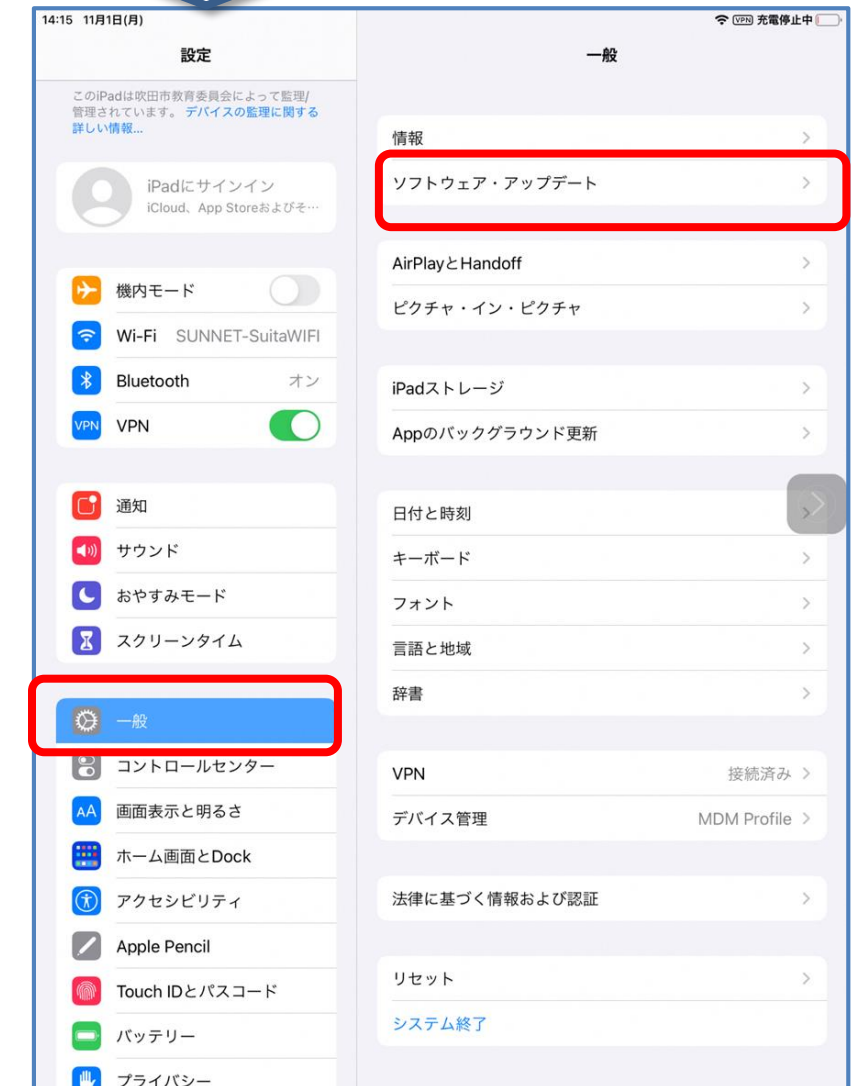 14:15 11月1日(月)
VPN 充電停止中
設定
このiPadは吹田市教育委員会によって監理/
管理されています。デバイスの監理に関する
詳しい情報...
iPadにサインイン
iCloud、App Storeおよびそ…
機内モード
Wi-Fi SUNNET-SuitaWIFI
Bluetooth オン
VPN VPN
通知
サウンド
おやすみモード
スクリーンタイム
一般
コントロールセンター
AA 画面表示と明るさ
ホーム画面とDock
アクセシビリティ
Apple Pencil
Touch IDとパスコード
バッテリー
プライバシー
一般
情報
ソフトウェア・アップデート
AirPlayとHandoff
ピクチャ・イン・ピクチャ
iPadストレージ
Appのバックグラウンド更新
日付と時刻
キーボード
フォント
言語と地域
辞書
VPN 接続済み
デバイス管理 MDM Profile
法律に基づく情報および認証
リセット
システム終了